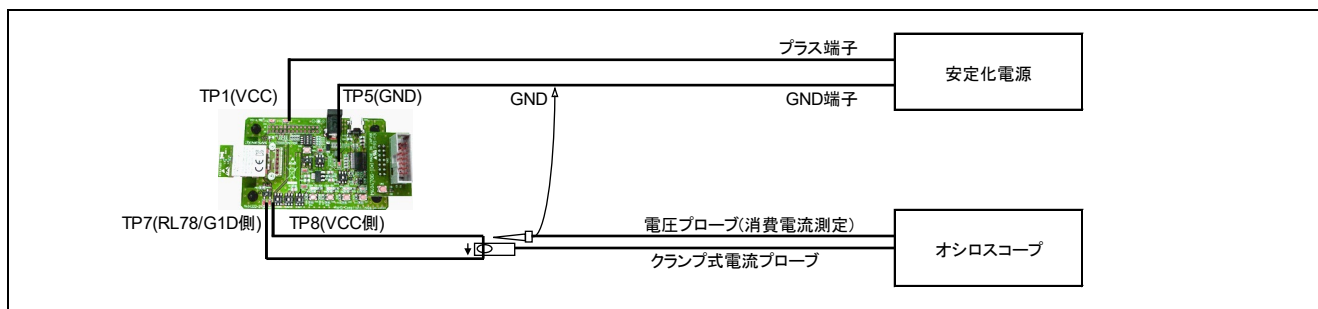 プラス端子
安定化電源
TP1(VCC)
TP5(GND)
GND
GND端子
TP7(RL78/G1D側)
TP8(VCC側)
電圧プローブ(消費電流測定)
オシロスコープ
クランプ式電流プローブ